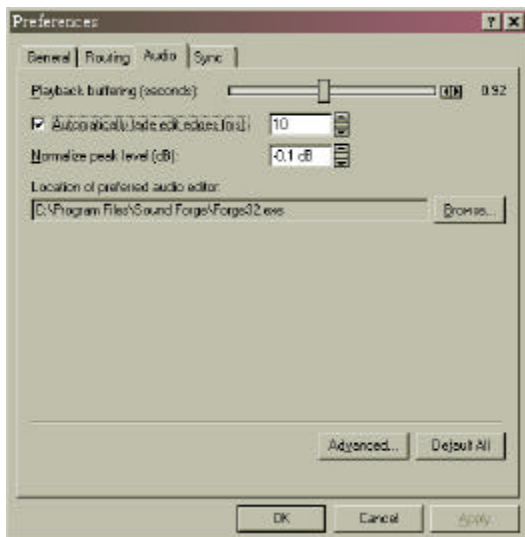 Preferences
General Routing Audio Sync
Playback buffering (seconds): 0.92
Automatically fade edit edges (ms): 10
Normalize peak level (dB): -0.1 dB
Location of preferred audio editor:
C:\Program Files\Sound Forge\Forge32.exe Browse...
Advanced... Default All
OK Cancel Apply